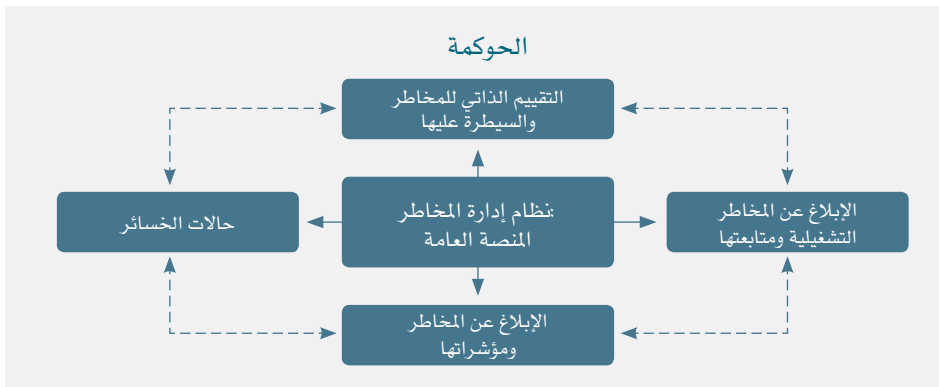 الحوكمة
التقييم الذاتي للمخاطر
والسيطرة عليها
الإبلاغ عن المخاطر
التشغيلية ومتابعتها
نظام إدارة المخاطر:
المنصة العامة
حالات الخسائر
الإبلاغ عن المخاطر
ومؤشراتها